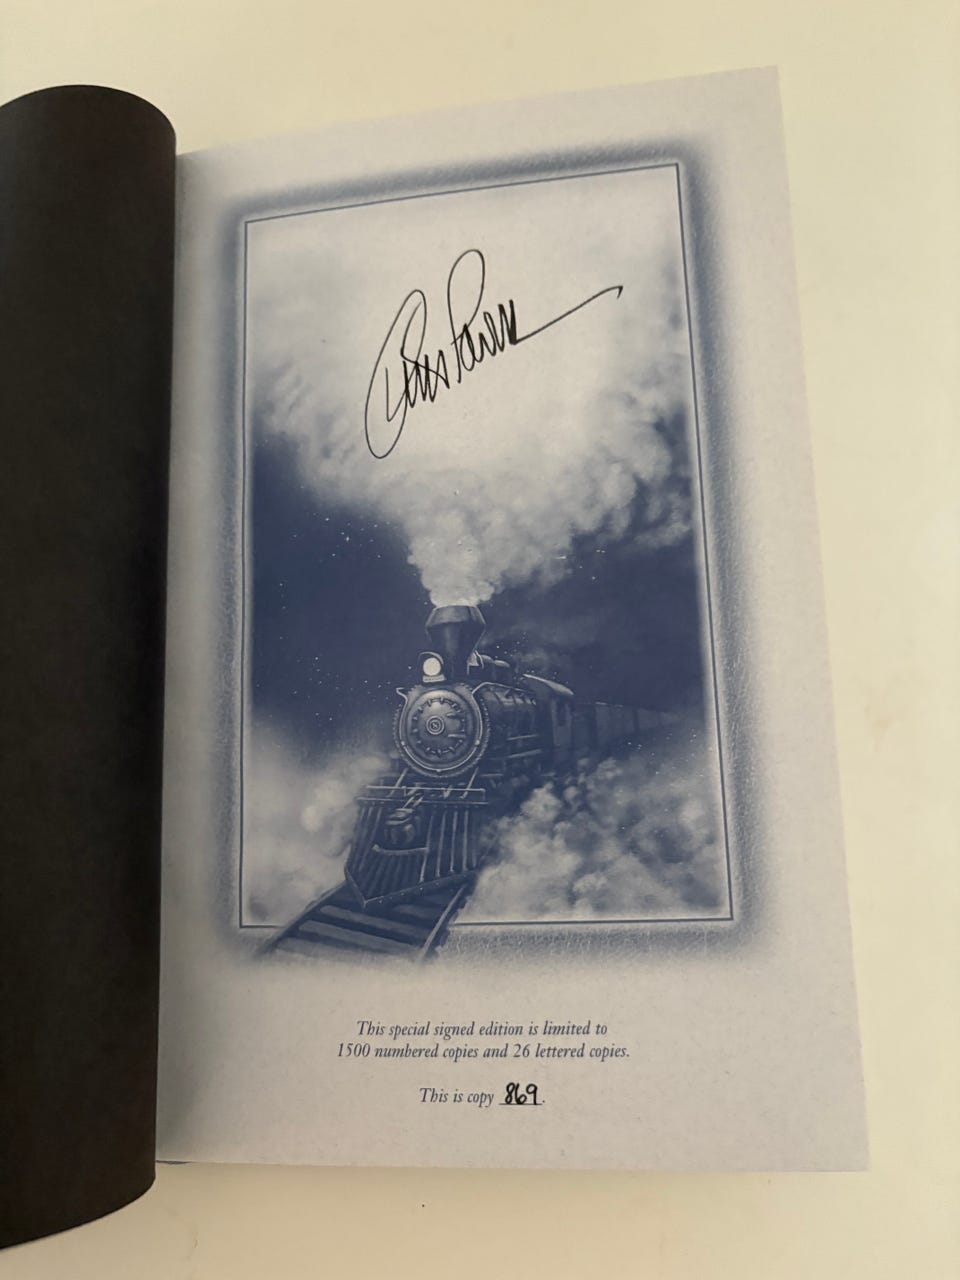 This special signed edition is limited to
1500 numbered copies and 26 lettered copies.
This is copy 869.